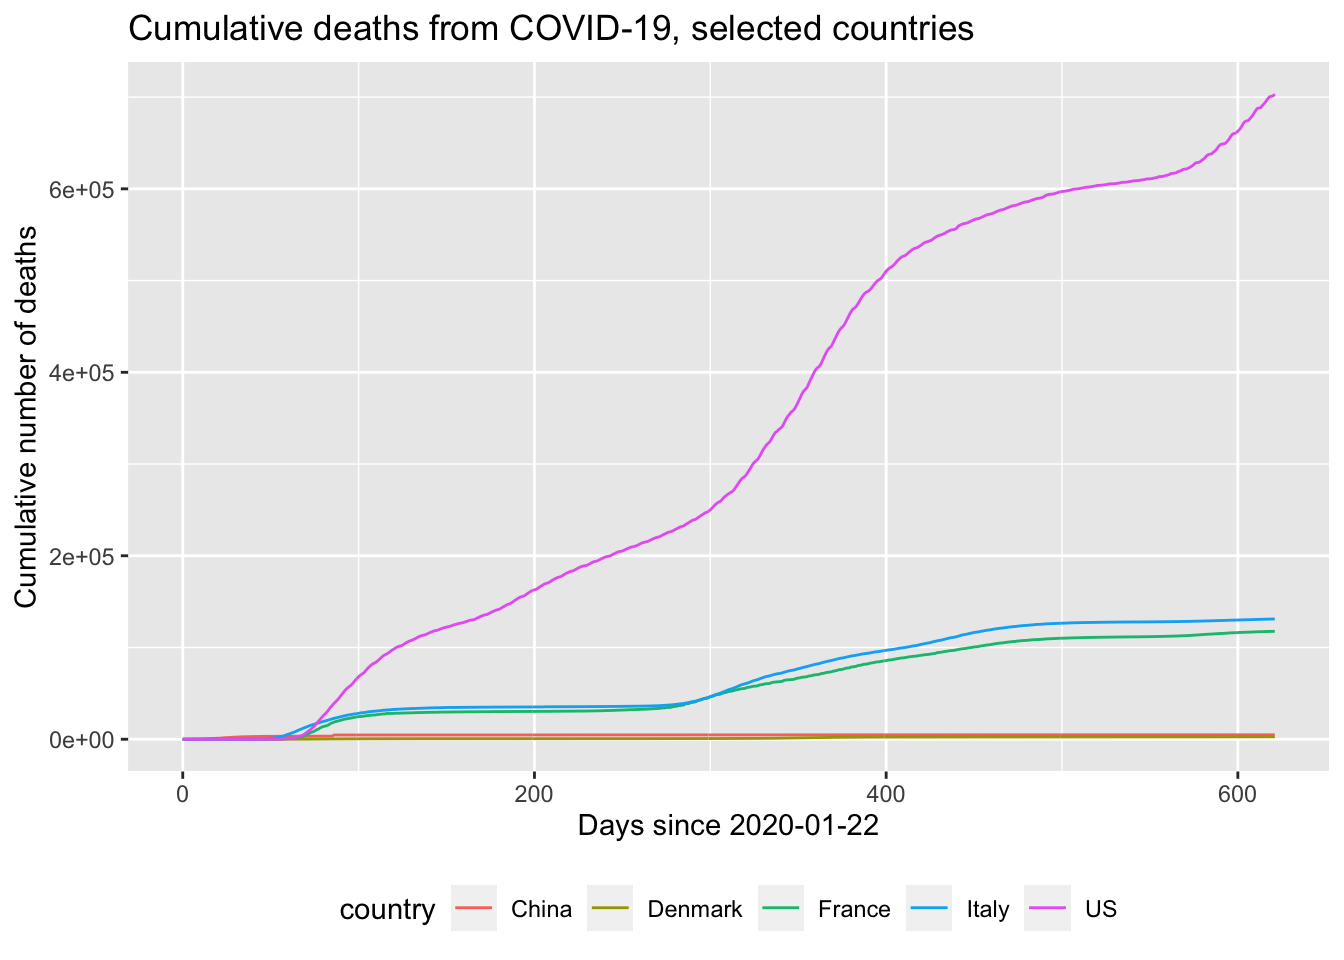 Cumulative deaths from COVID-19, selected countries
Cumulative number of deaths
6e+05
4e+05
2e+05
0e+00
0 200 400 600
Days since 2020-01-22
country China Denmark France Italy US